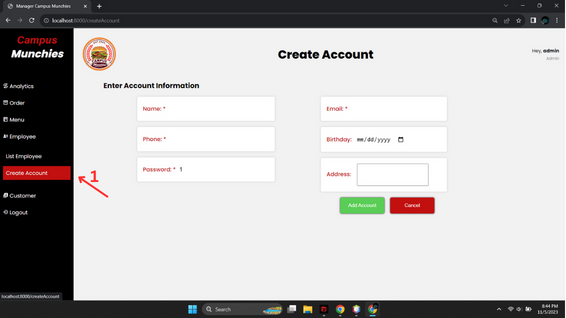 Manager Campus Munchies
localhost:8000/createAccount
Campus
Munchies
Create Account
Hey, admin
Admin
Analytics
Order
Menu
Employee
List Employee
Create Account
Customer
Logout
1
Enter Account Information
Name: *
Email: *
Phone: *
Birthday: mm/dd/yyyy
Password: * 1
Address:
Add Account
Cancel
localhost:8000/createAccount
Search
8:44 PM
11/5/2023